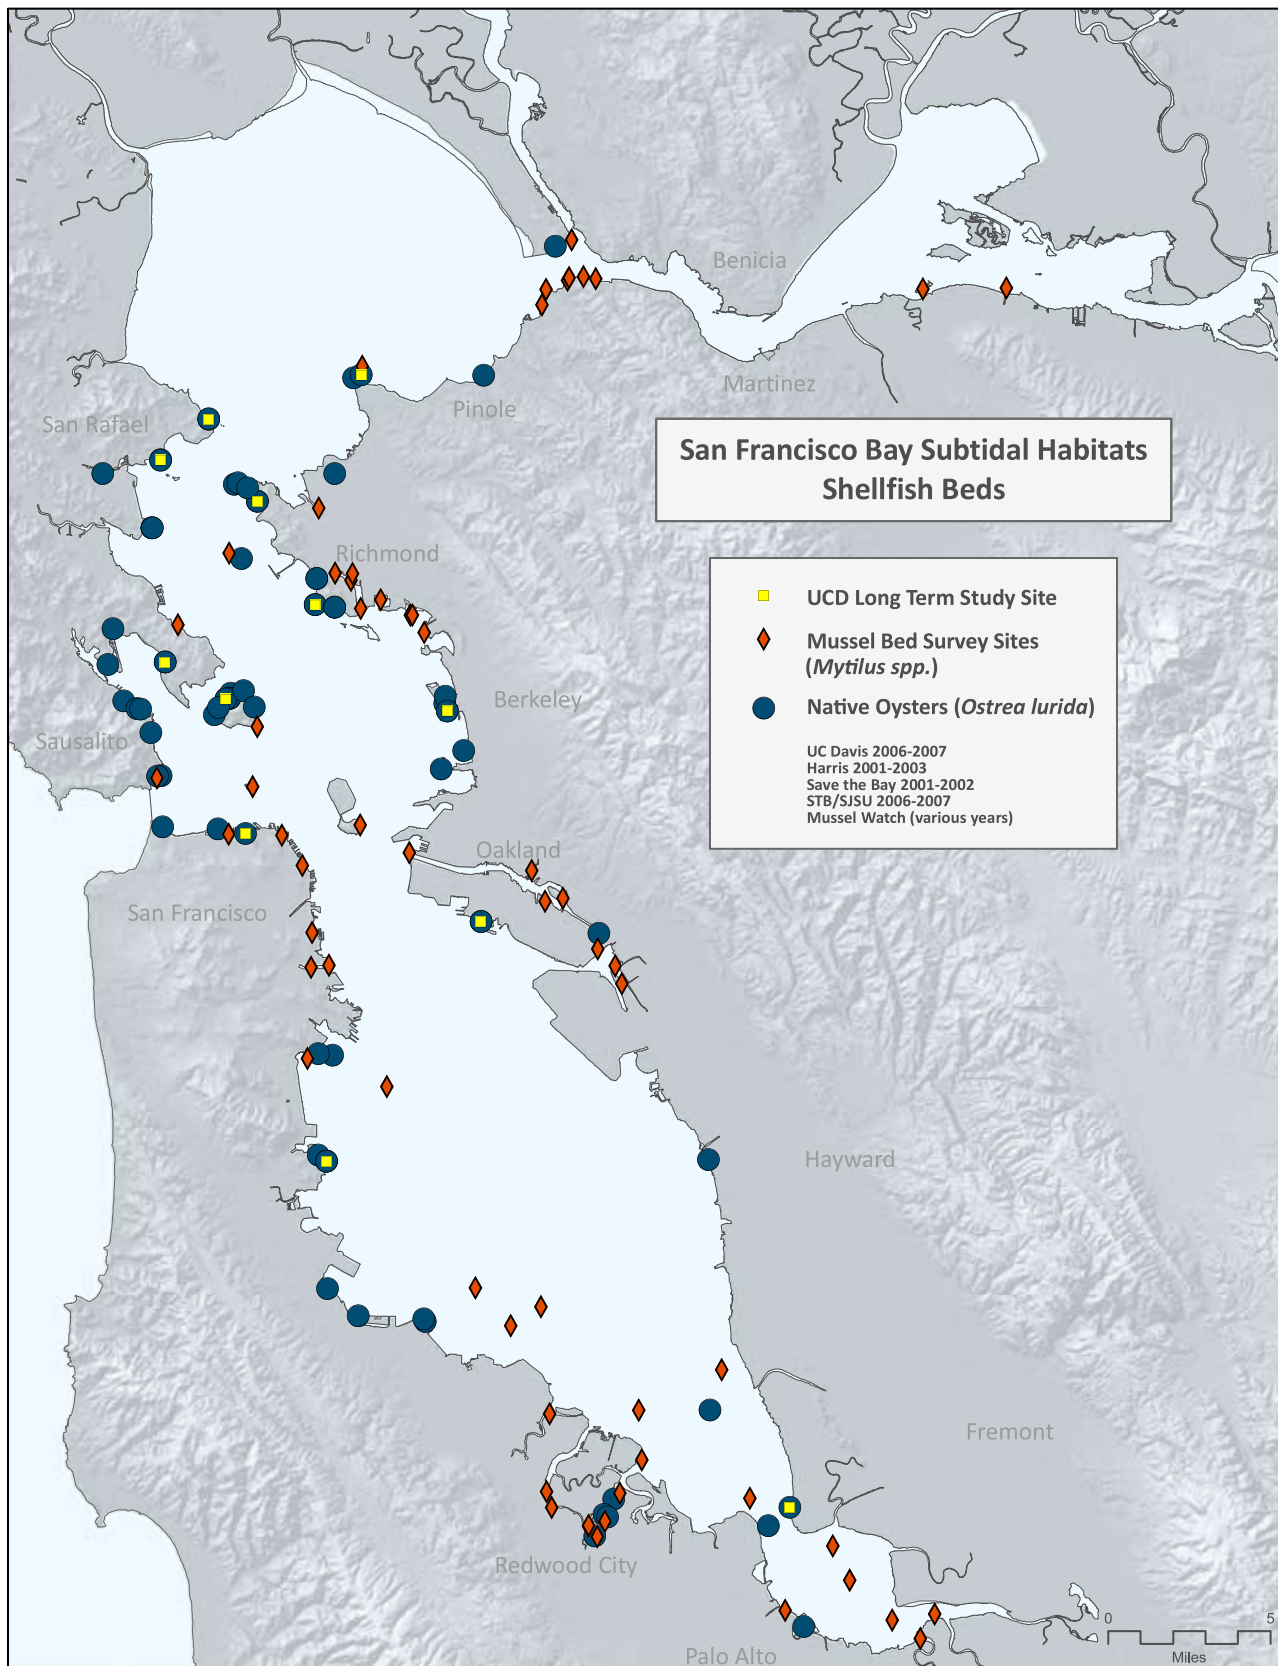 Benicia
Martinez
Pinole
San Rafael
San Francisco Bay Subtidal Habitats
Shellfish Beds
Richmond
UCD Long Term Study Site
Mussel Bed Survey Sites
(Mytilus spp.)
Native Oysters (Ostrea lurida)
UC Davis 2006-2007
Harris 2001-2003
Save the Bay 2001-2002
STB/SJSU 2006-2007
Mussel Watch (various years)
Berkeley
Sausalito
Oakland
San Francisco
Hayward
Fremont
Redwood City
Palo Alto
0 5
Miles